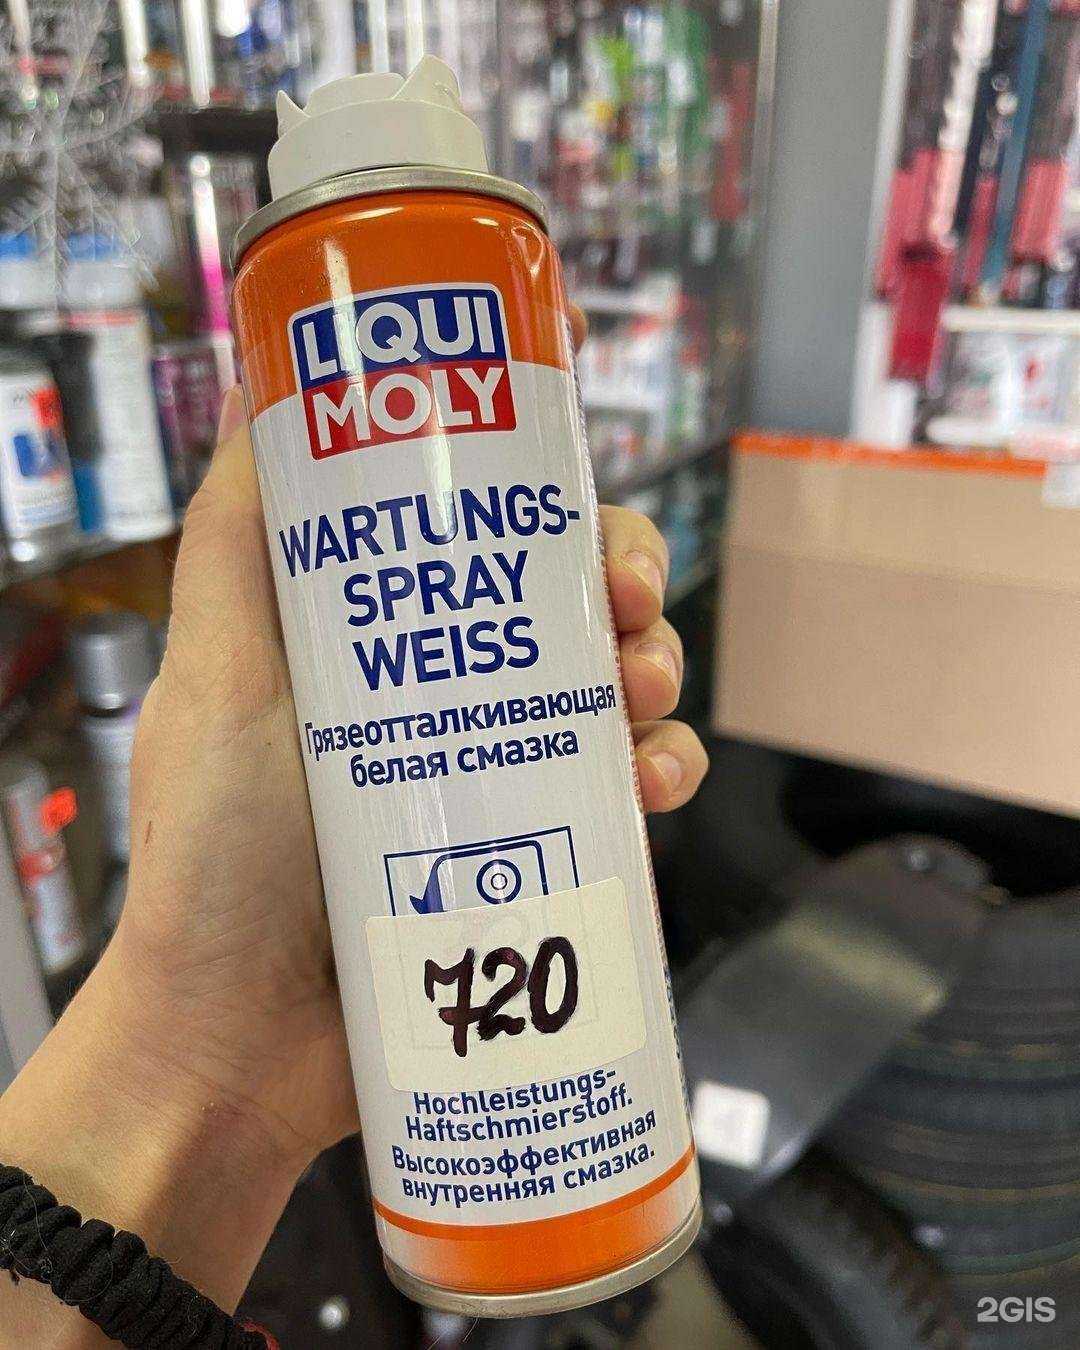 LIQUI
MOLY
WARTUNGS-
SPRAY
WEISS
Грязеотталкивающая
белая смазка
720
Hochleistungs-
Haftschmierstoff.
Высокоэффективная
внутренняя смазка.
2GIS